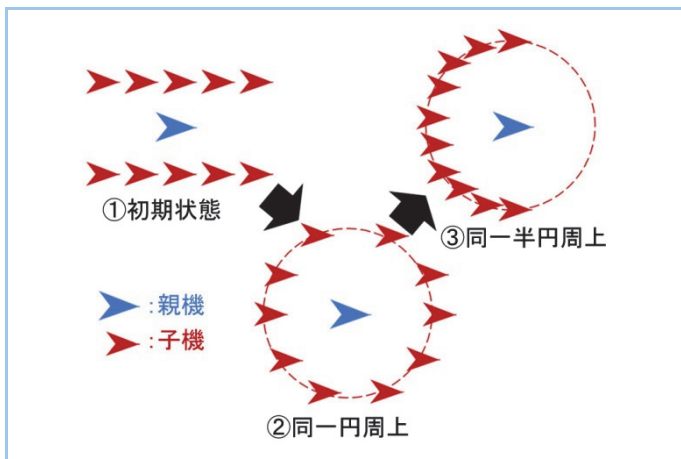 ①初期状態
③同一半円周上
:親機
:子機
②同一円周上